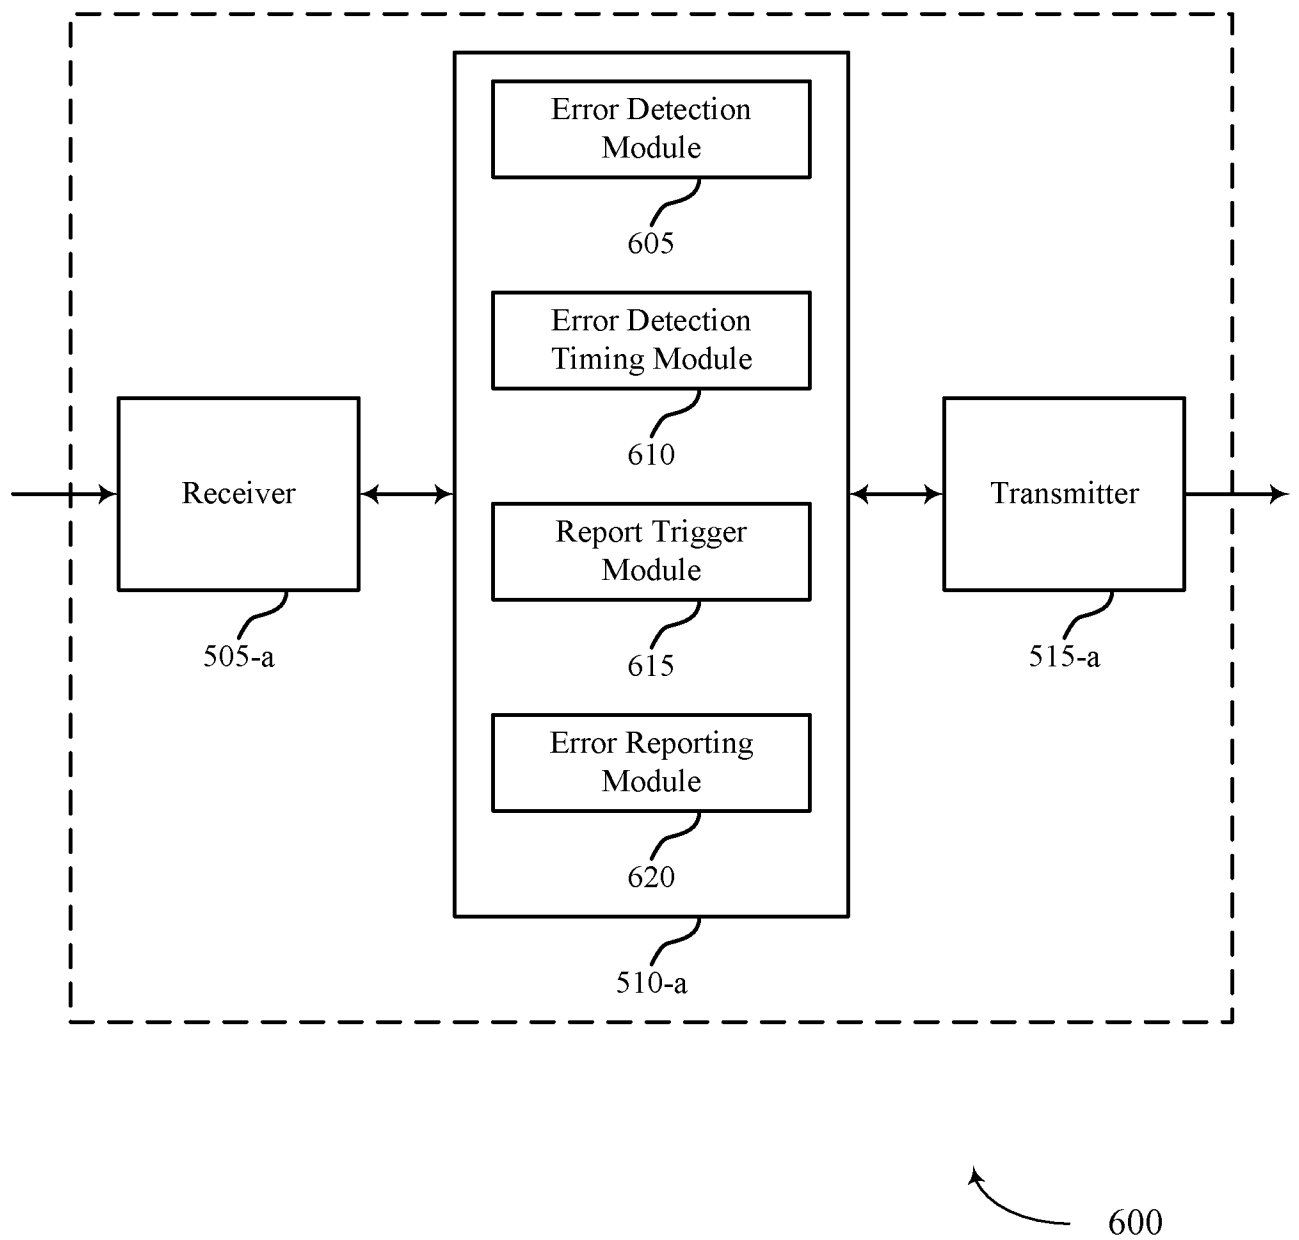 Error Detection
Module
605
Error Detection
Timing Module
610
Receiver
505-a
Report Trigger
Module
615
Transmitter
515-a
Error Reporting
Module
620
510-a
600